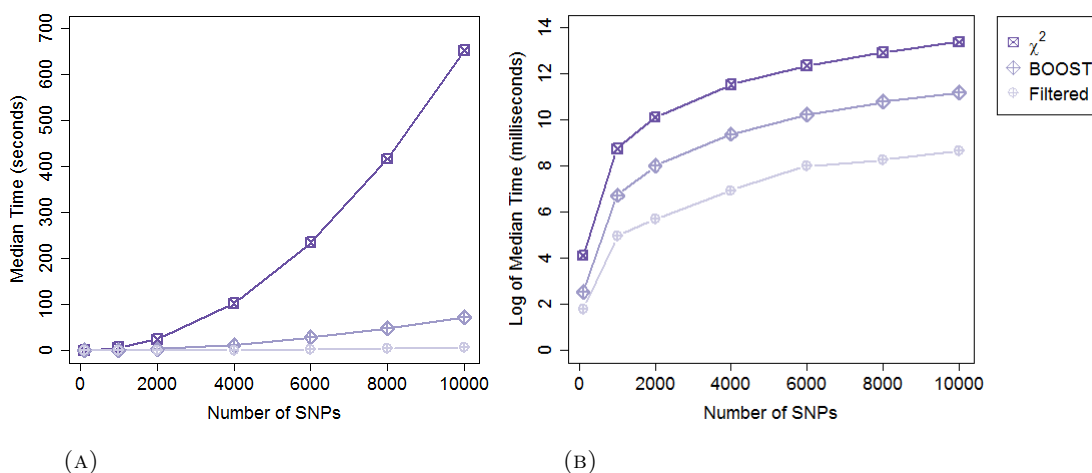 Median Time (seconds)
700
600
500
400
300
200
100
0
0 2000 4000 6000 8000 10000
Number of SNPs
(A)
Log of Median Time (milliseconds)
14
12
10
8
6
4
2
0
0 2000 4000 6000 8000 10000
Number of SNPs
(B)
χ²
BOOST
Filtered